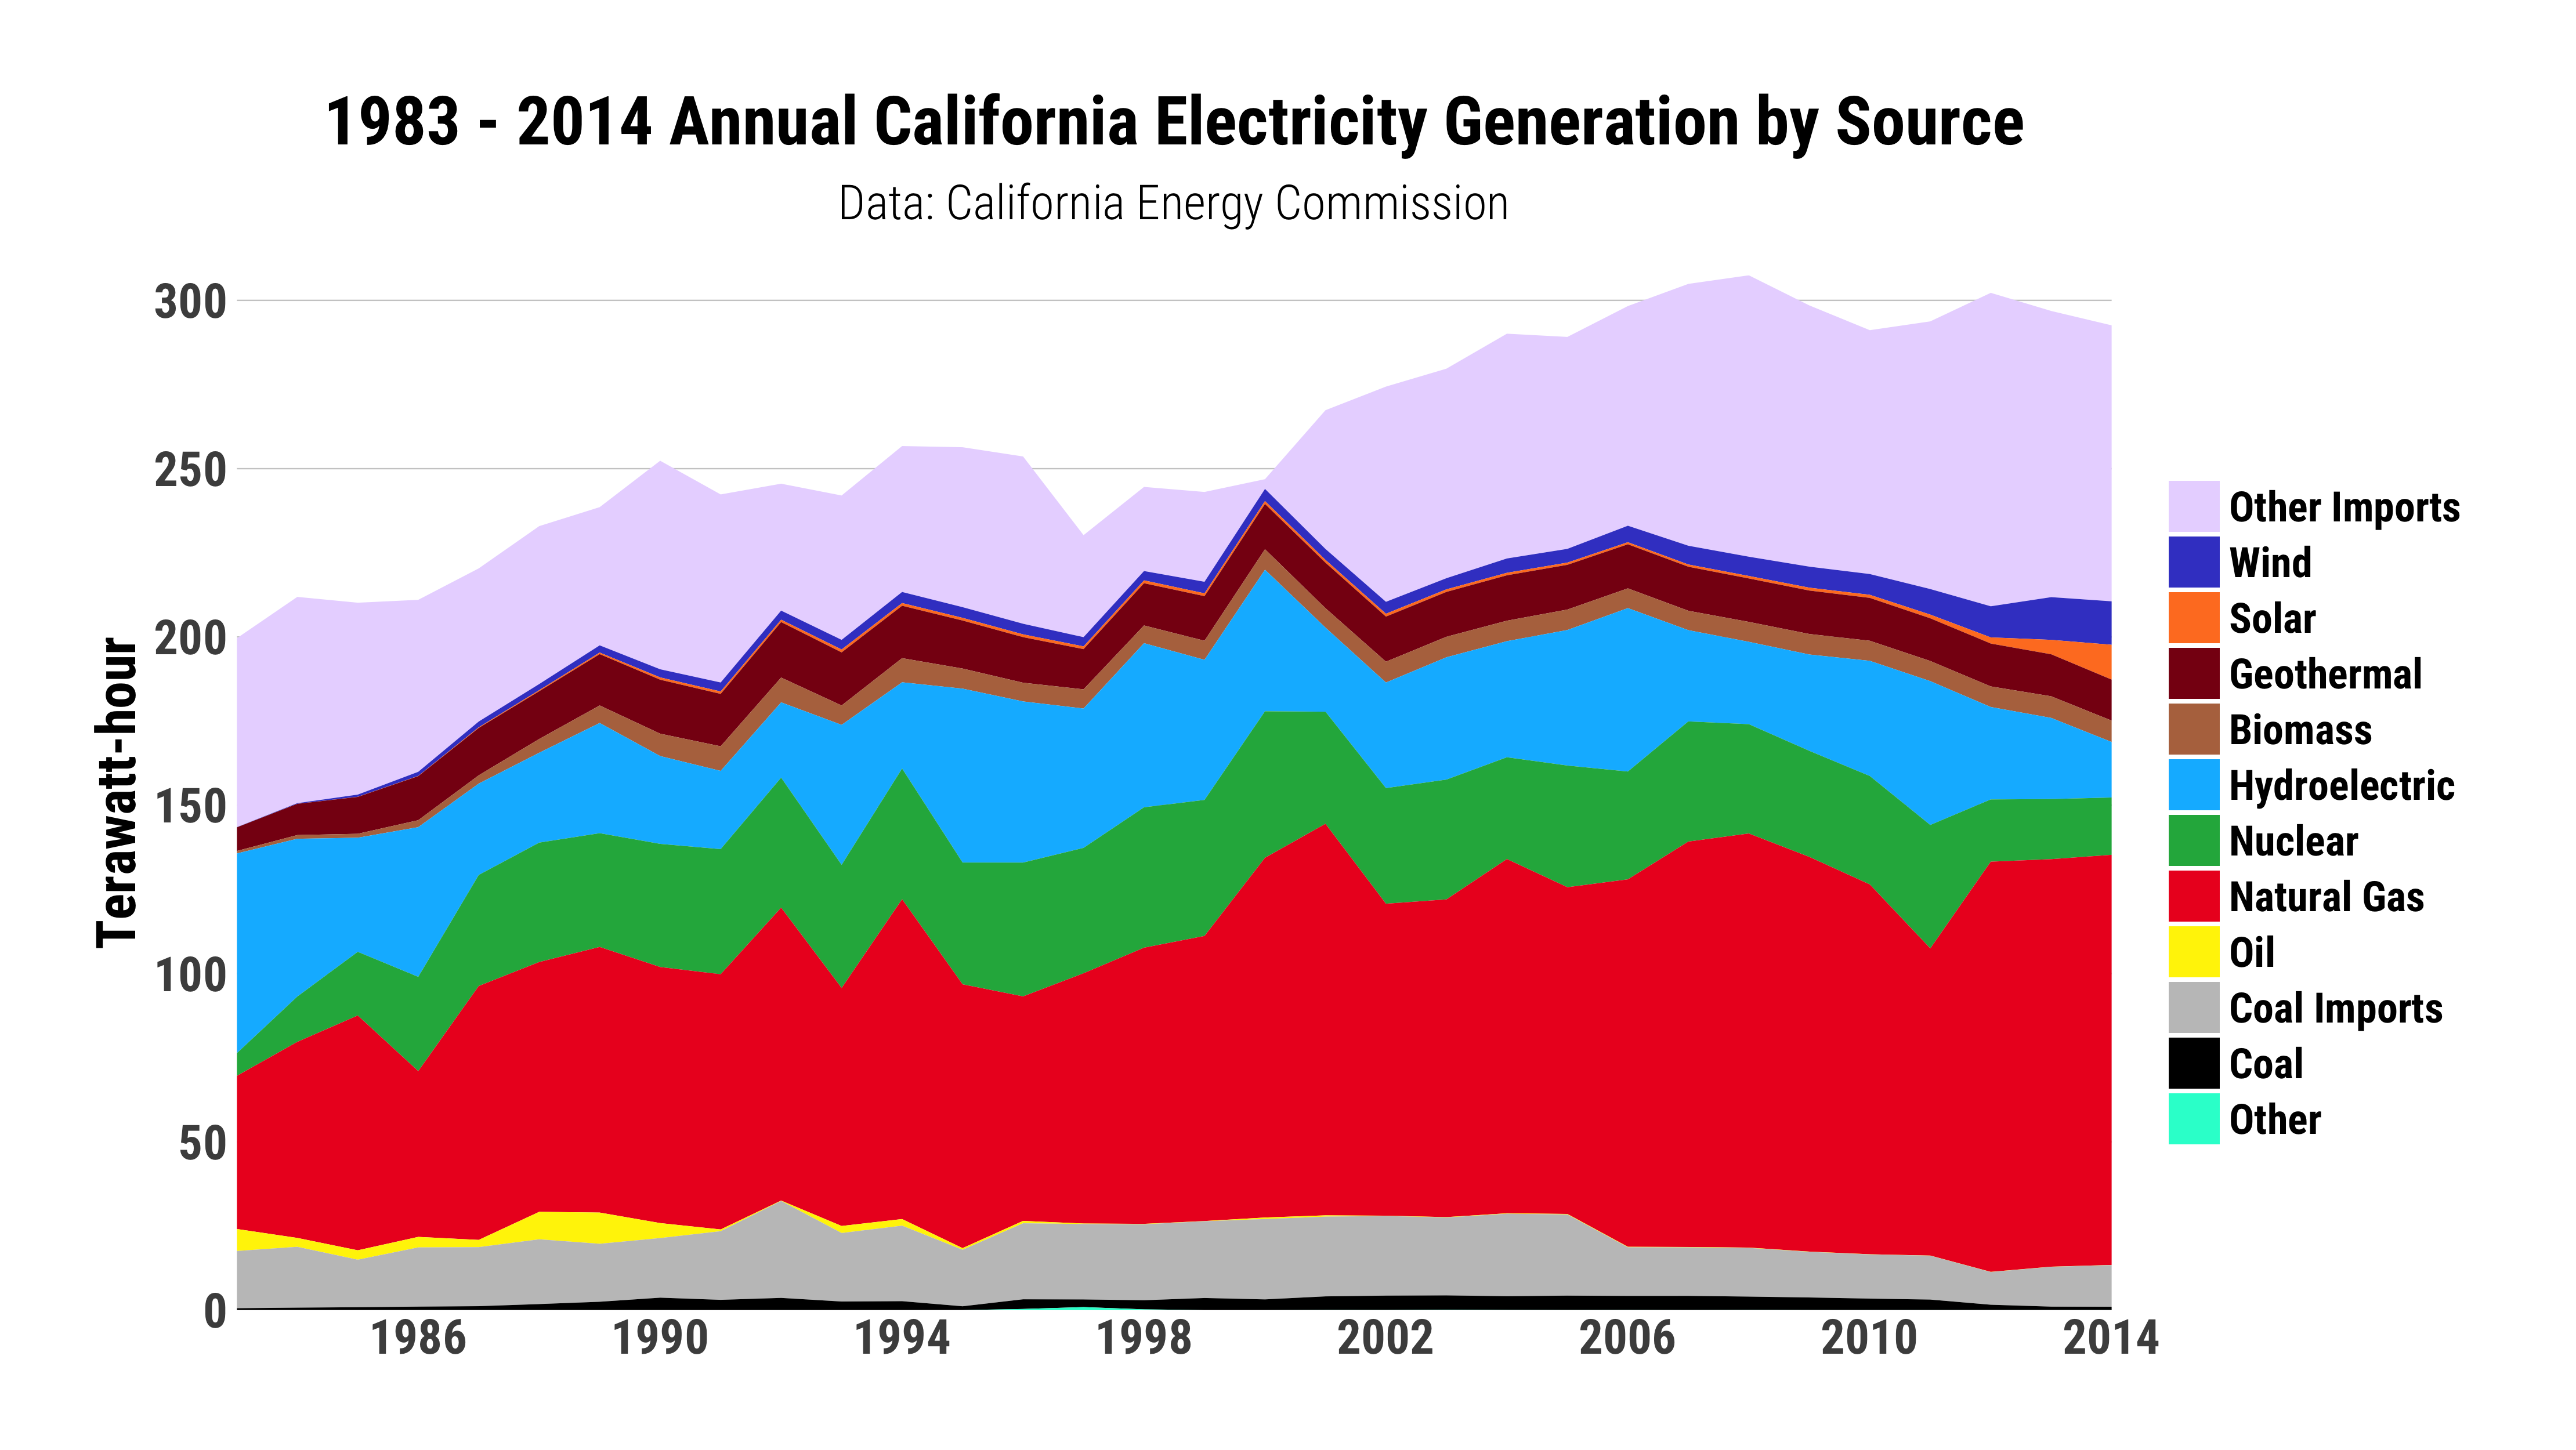 1983 - 2014 Annual California Electricity Generation by Source
Data: California Energy Commission
Terawatt-hour
300
250
200
150
100
50
0
1986 1990 1994 1998 2002 2006 2010 2014
Other Imports
Wind
Solar
Geothermal
Biomass
Hydroelectric
Nuclear
Natural Gas
Oil
Coal Imports
Coal
Other